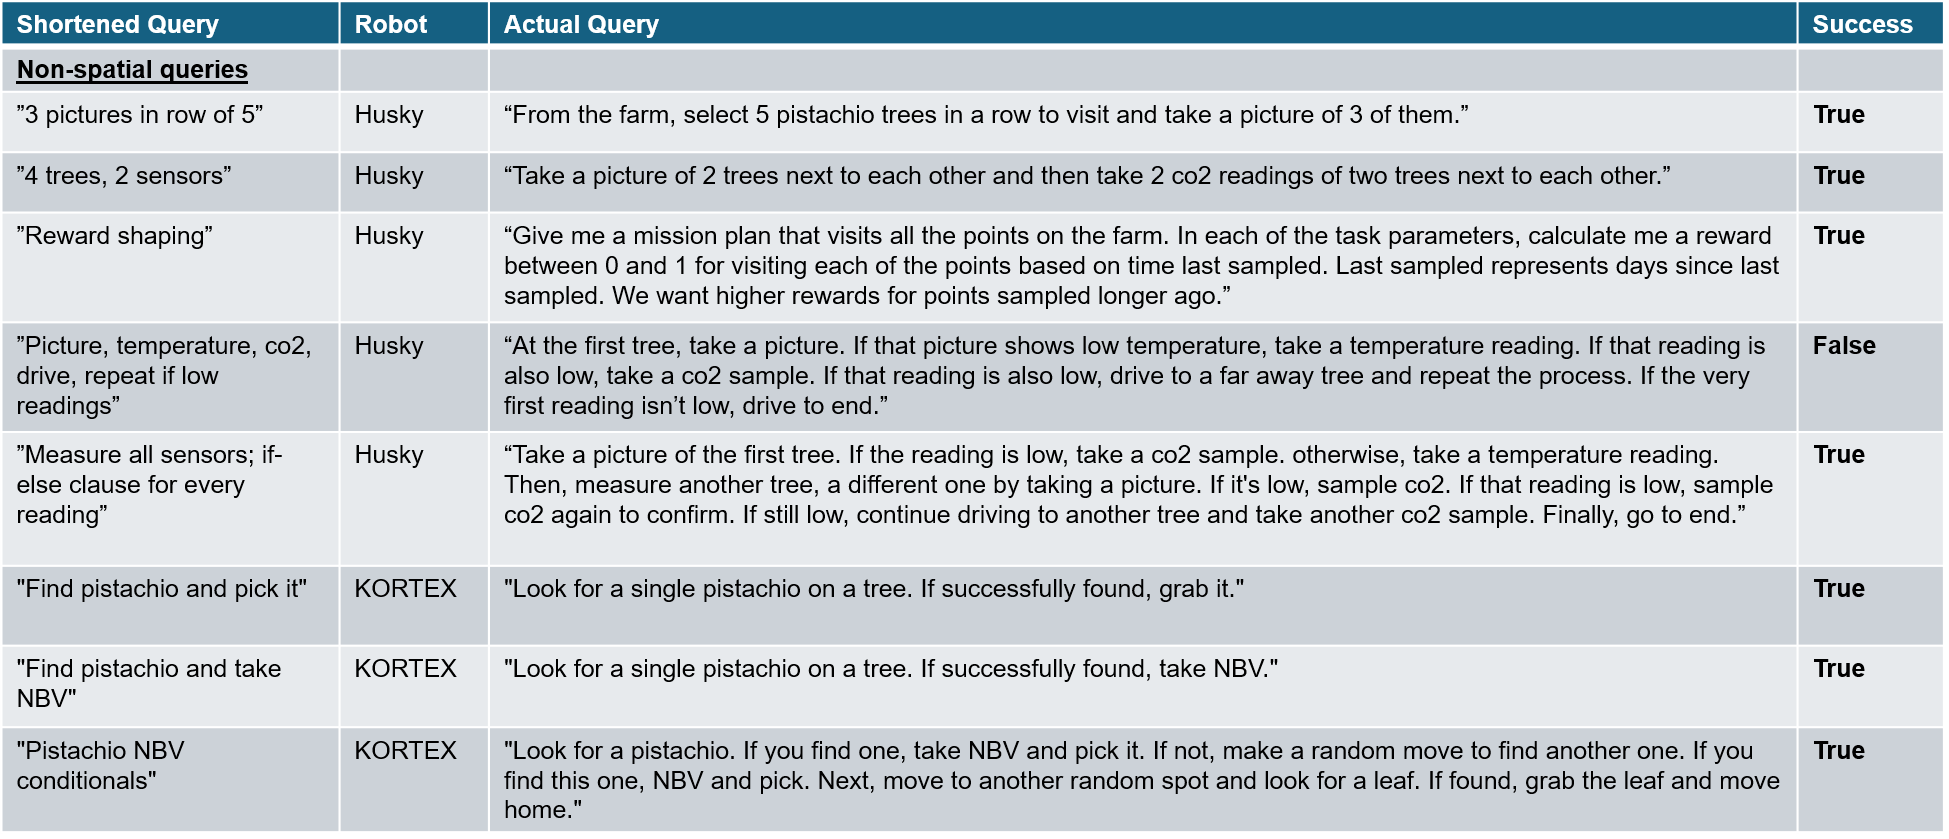 Shortened Query Robot Actual Query Success
Non-spatial queries
”3 pictures in row of 5” Husky “From the farm, select 5 pistachio trees in a row to visit and take a picture of 3 of them.” True
”4 trees, 2 sensors” Husky “Take a picture of 2 trees next to each other and then take 2 co2 readings of two trees next to each other.” True
”Reward shaping” Husky “Give me a mission plan that visits all the points on the farm. In each of the task parameters, calculate me a reward True
between 0 and 1 for visiting each of the points based on time last sampled. Last sampled represents days since last
sampled. We want higher rewards for points sampled longer ago.”
”Picture, temperature, co2, Husky “At the first tree, take a picture. If that picture shows low temperature, take a temperature reading. If that reading is False
drive, repeat if low also low, take a co2 sample. If that reading is also low, drive to a far away tree and repeat the process. If the very
readings” first reading isn’t low, drive to end.”
”Measure all sensors; if- Husky “Take a picture of the first tree. If the reading is low, take a co2 sample. otherwise, take a temperature reading. True
else clause for every Then, measure another tree, a different one by taking a picture. If it's low, sample co2. If that reading is low, sample
reading” co2 again to confirm. If still low, continue driving to another tree and take another co2 sample. Finally, go to end.”
"Find pistachio and pick it" KORTEX "Look for a single pistachio on a tree. If successfully found, grab it." True
"Find pistachio and take KORTEX "Look for a single pistachio on a tree. If successfully found, take NBV." True
NBV"
"Pistachio NBV KORTEX "Look for a pistachio. If you find one, take NBV and pick it. If not, make a random move to find another one. If you True
conditionals" find this one, NBV and pick. Next, move to another random spot and look for a leaf. If found, grab the leaf and move
home."